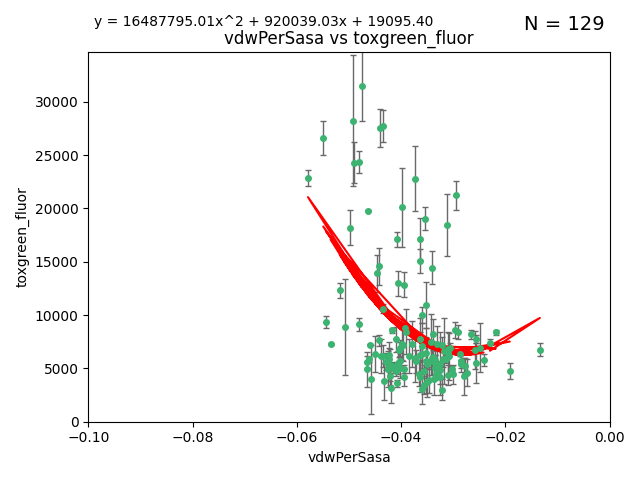 y = 16487795.01x^2 + 920039.03x + 19095.40
N = 129
vdwPerSasa vs toxgreen_fluor
toxgreen_fluor
30000
25000
20000
15000
10000
5000
0
−0.10
−0.08
−0.06
−0.04
−0.02
0.00
vdwPerSasa